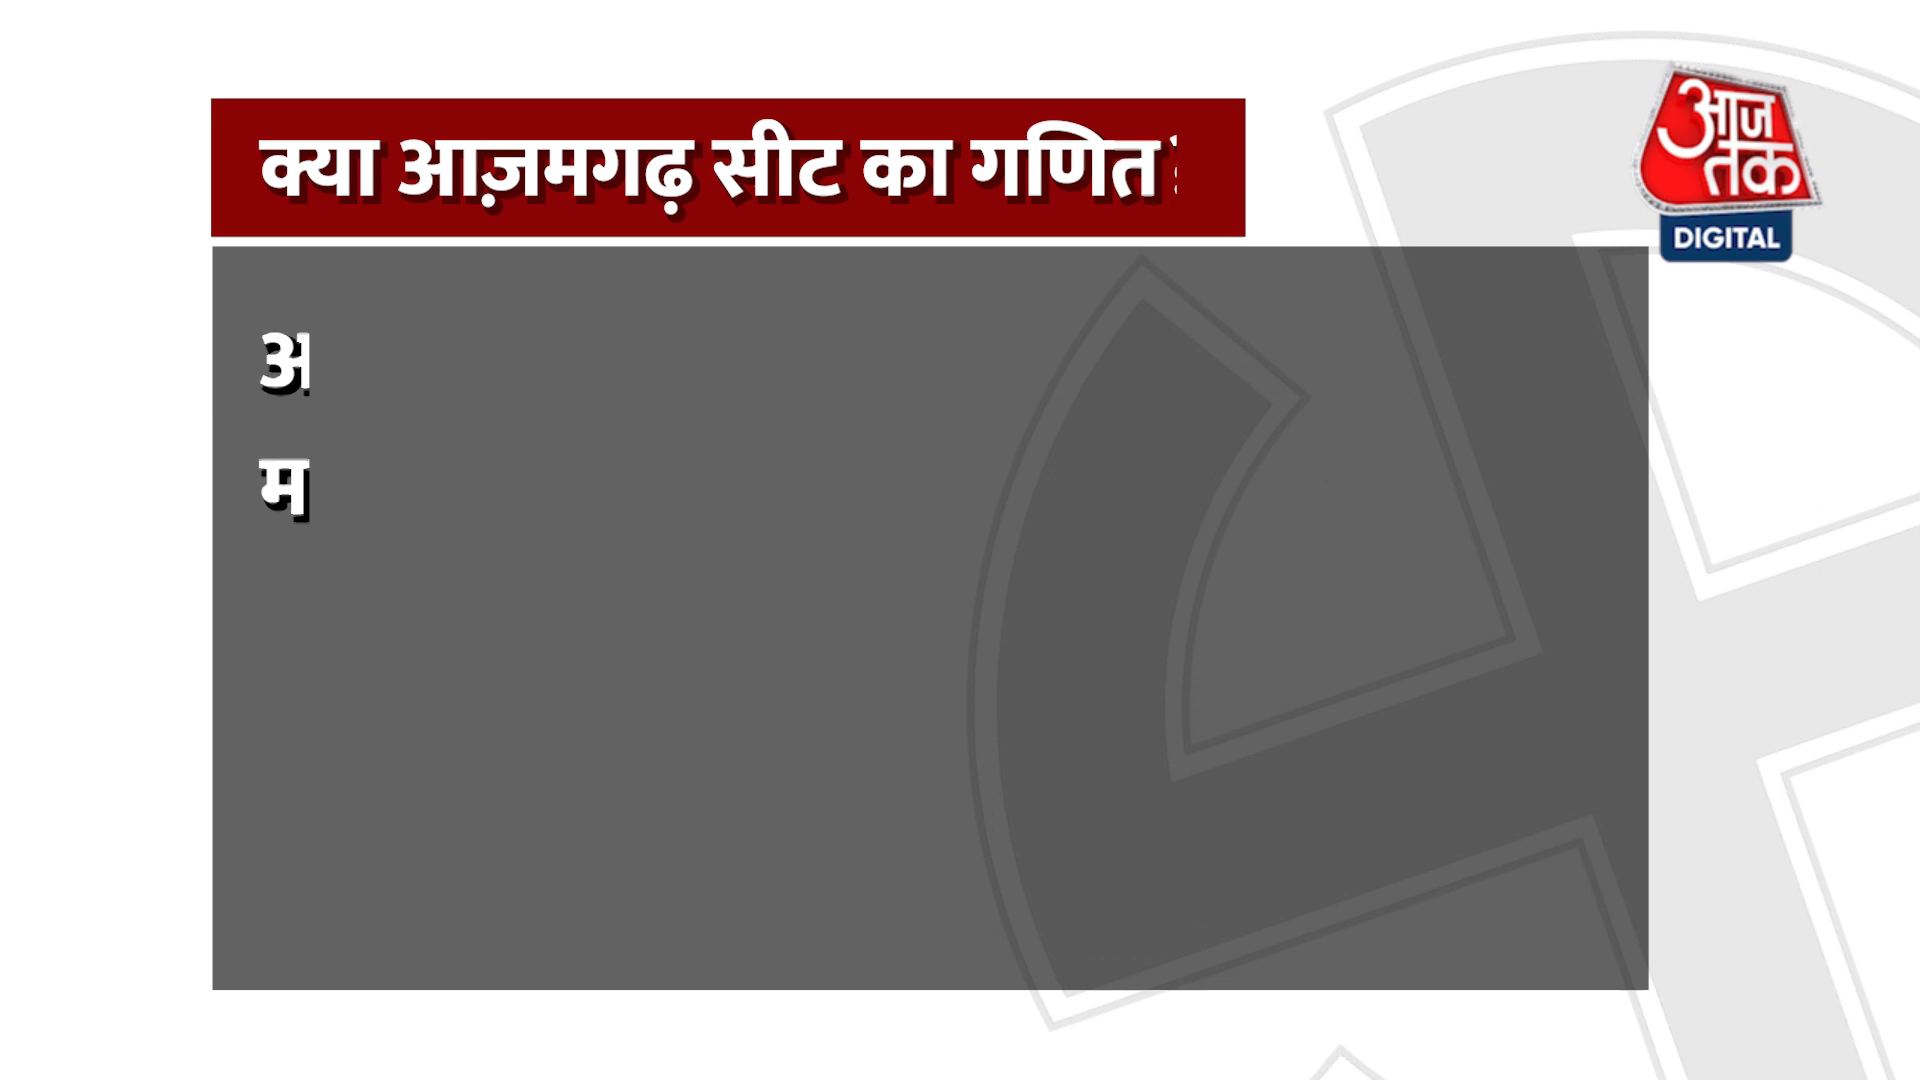 क्या आज़मगढ़ सीट का गणित
आज
तक
DIGITAL
अ
म